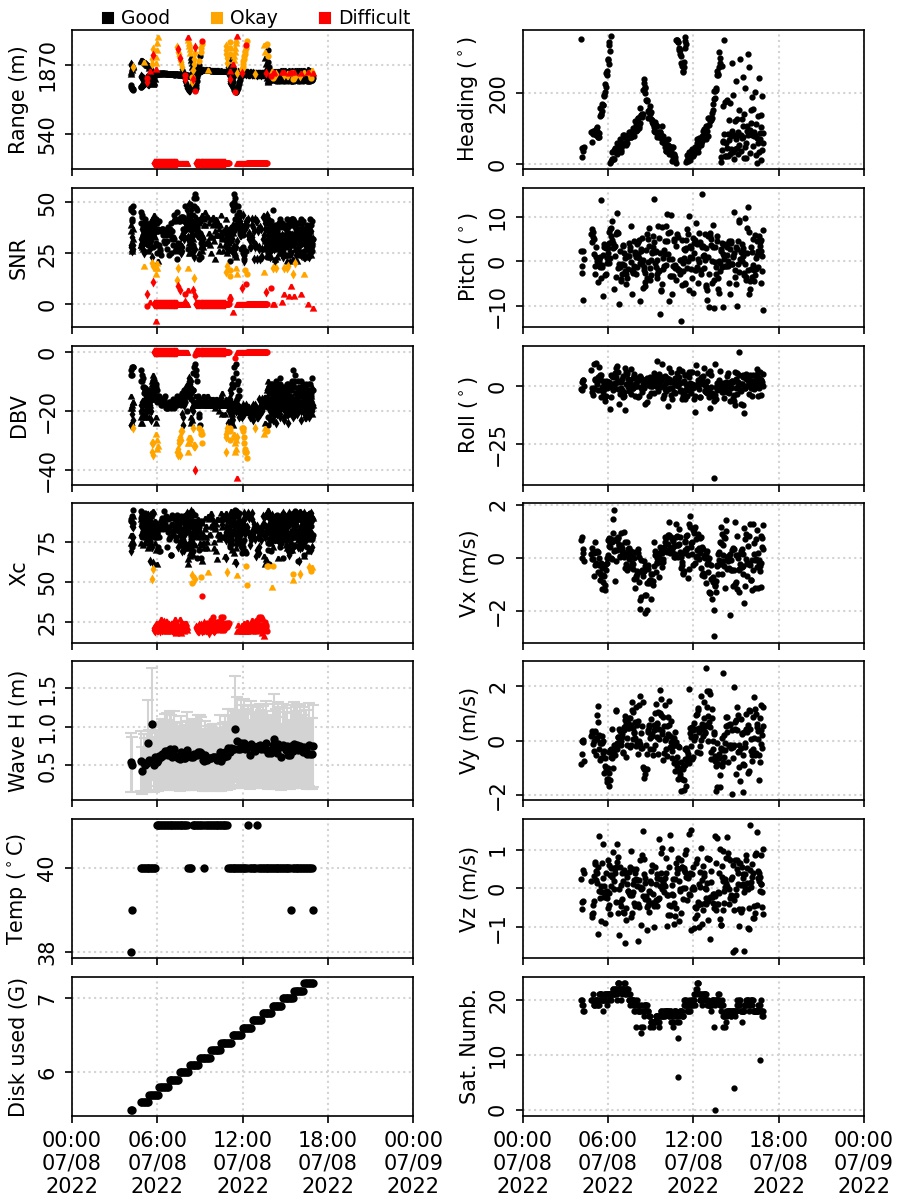 Good Okay Difficult
Range (m)
1870
540
Heading (°)
200
0
SNR
50
25
0
Pitch (°)
10
0
−10
DBV
0
−20
−40
Roll (°)
0
−25
Xc
75
50
25
Vx (m/s)
2
0
−2
Wave H (m)
1.5
1.0
0.5
Vy (m/s)
2
0
−2
Temp (°C)
40
38
Vz (m/s)
1
0
−1
Disk used (G)
7
6
Sat. Numb.
20
10
0
00:00 06:00 12:00 18:00 00:00
07/08 07/08 07/08 07/08 07/09
2022 2022 2022 2022 2022
00:00 06:00 12:00 18:00 00:00
07/08 07/08 07/08 07/08 07/09
2022 2022 2022 2022 2022